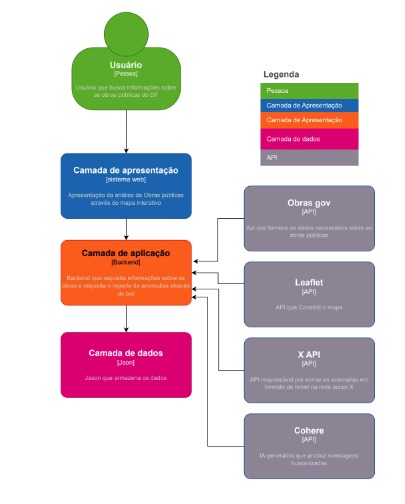 Usuário
[Pessoa]
Usuário que busca informações sobre
as obras públicas do DF
Legenda
Pessoa
Camada de Apresentação
Camada de Apresentação
Camada de dados
API
Camada de apresentação
[sistema web]
Apresentação da análise de Obras públicas
através de mapa interativo
Camada de aplicação
[Backend]
Backend que requisita informações sobre as
obras e requisita o reporte de anomalias através
do bot
Camada de dados
[Json]
Jason que armazena os dados
Obras gov
[API]
Api que fornece os dados necessários sobre as
obras públicas
Leaflet
[API]
API que Constrói o mapa
X API
[API]
API responsável por enviar as anomalias em
formato de tweet na rede social X
Cohere
[API]
IA generativa que produz mensagens
humanizadas